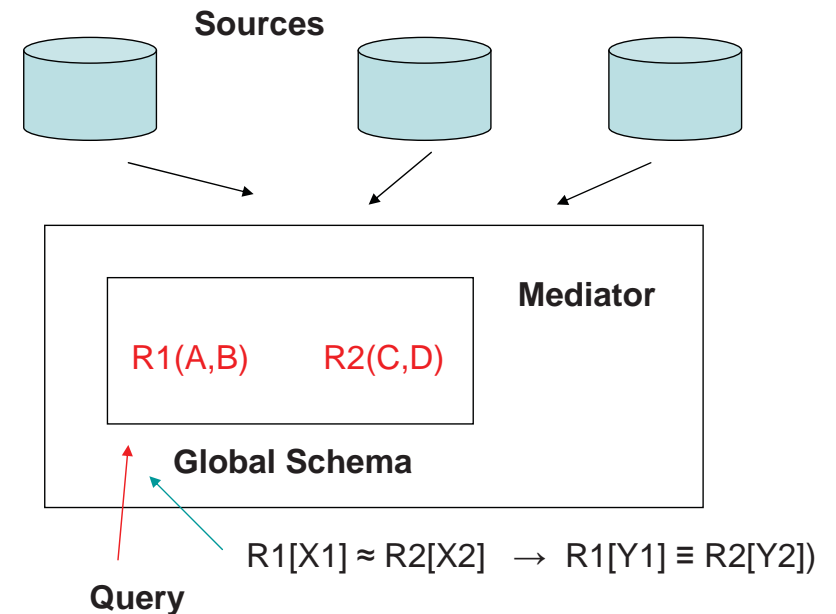 Sources
Mediator
R1(A,B) R2(C,D)
Global Schema
R1[X1] ≈ R2[X2] → R1[Y1] ≡ R2[Y2])
Query